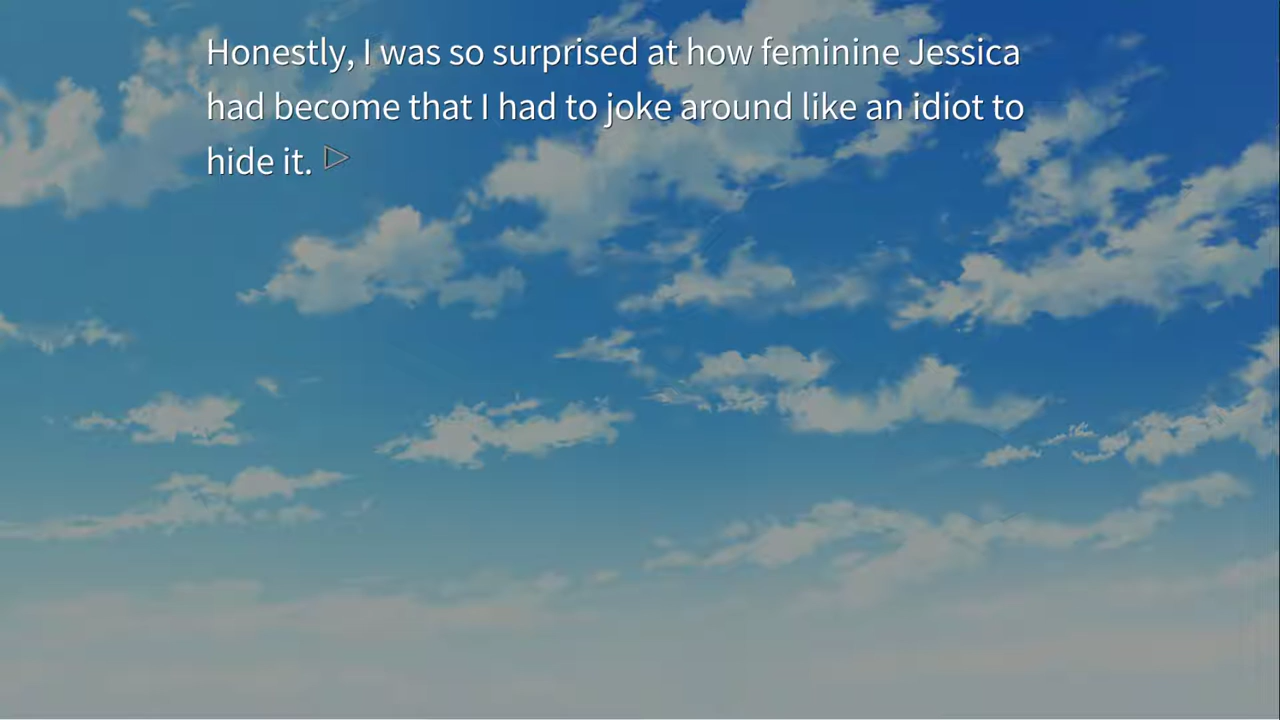 Honestly, I was so surprised at how feminine Jessica
had become that I had to joke around like an idiot to
hide it.